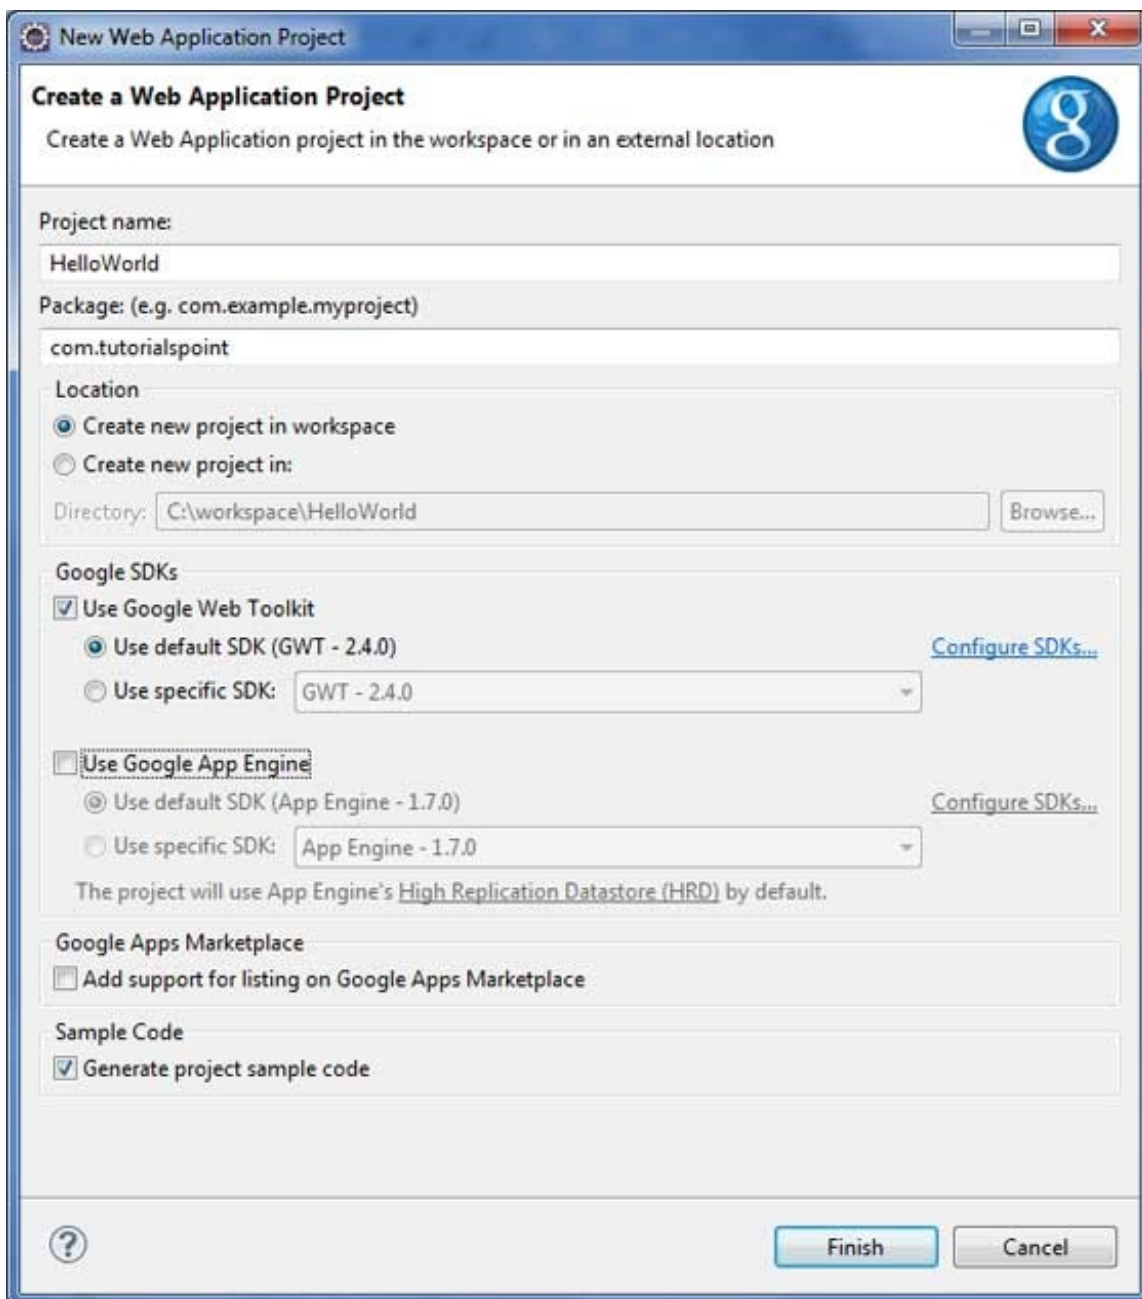 New Web Application Project
Create a Web Application Project
Create a Web Application project in the workspace or in an external location
g
Project name:
HelloWorld
Package: (e.g. com.example.myproject)
com.tutorialspoint
Location
Create new project in workspace
Create new project in:
Directory: C:\workspace\HelloWorld Browse...
Google SDKs
Use Google Web Toolkit
Use default SDK (GWT - 2.4.0) Configure SDKs...
Use specific SDK: GWT - 2.4.0
Use Google App Engine
Use default SDK (App Engine - 1.7.0) Configure SDKs...
Use specific SDK: App Engine - 1.7.0
The project will use App Engine's High Replication Datastore (HRD) by default.
Google Apps Marketplace
Add support for listing on Google Apps Marketplace
Sample Code
Generate project sample code
? Finish Cancel